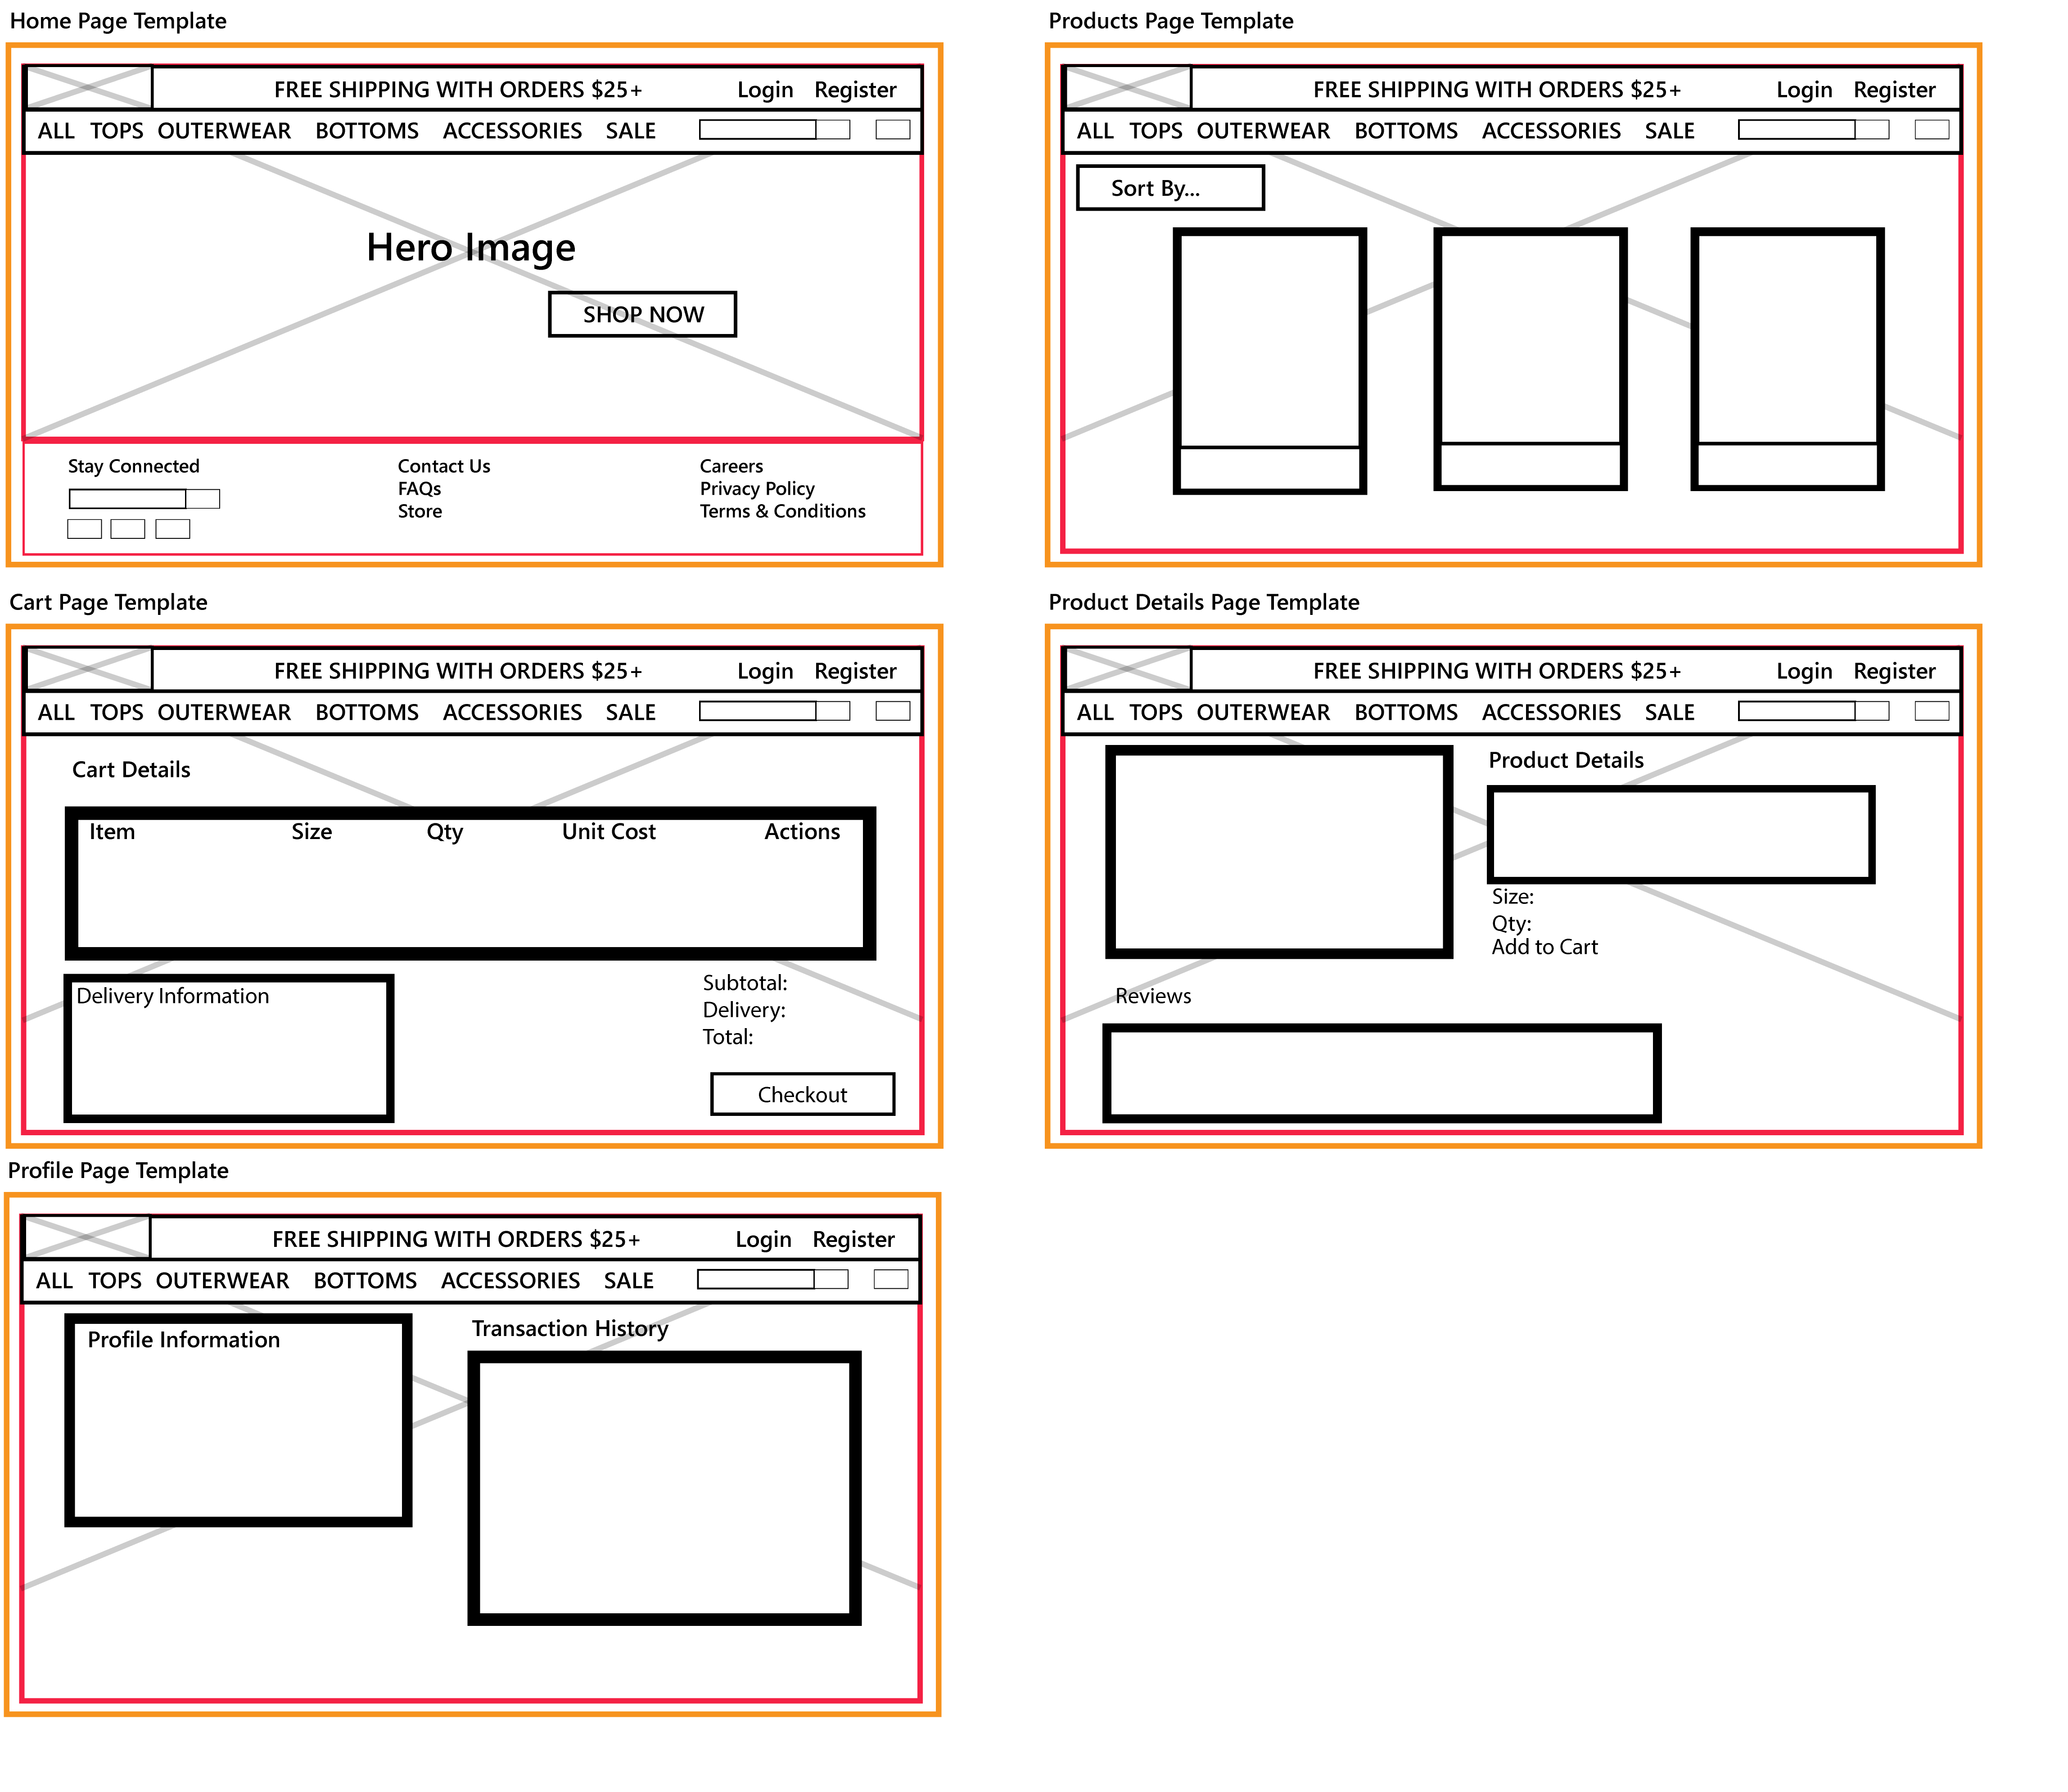 Home Page Template
FREE SHIPPING WITH ORDERS $25+ Login Register
ALL TOPS OUTERWEAR BOTTOMS ACCESSORIES SALE
Hero Image
SHOP NOW
Stay Connected
Contact Us
FAQs
Store
Careers
Privacy Policy
Terms & Conditions
Products Page Template
FREE SHIPPING WITH ORDERS $25+ Login Register
ALL TOPS OUTERWEAR BOTTOMS ACCESSORIES SALE
Sort By...
Cart Page Template
FREE SHIPPING WITH ORDERS $25+ Login Register
ALL TOPS OUTERWEAR BOTTOMS ACCESSORIES SALE
Cart Details
Item Size Qty Unit Cost Actions
Delivery Information
Subtotal:
Delivery:
Total:
Checkout
Product Details Page Template
FREE SHIPPING WITH ORDERS $25+ Login Register
ALL TOPS OUTERWEAR BOTTOMS ACCESSORIES SALE
Product Details
Size:
Qty:
Add to Cart
Reviews
Profile Page Template
FREE SHIPPING WITH ORDERS $25+ Login Register
ALL TOPS OUTERWEAR BOTTOMS ACCESSORIES SALE
Profile Information
Transaction History